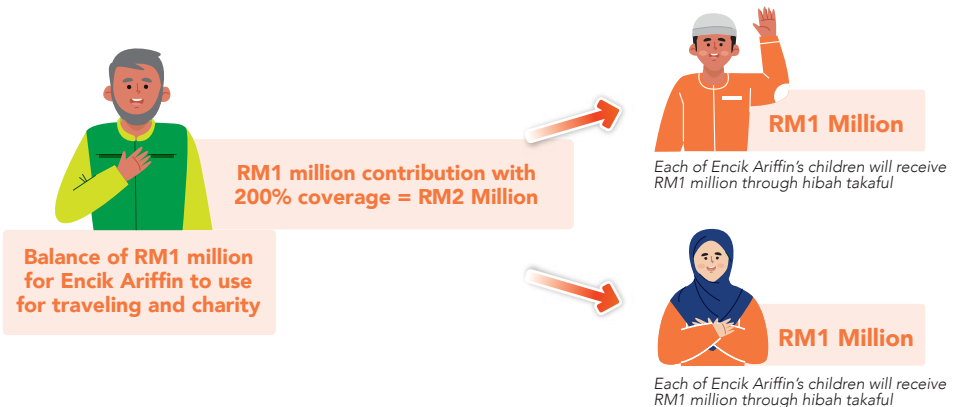 RM1 million contribution with
200% coverage = RM2 Million
Balance of RM1 million
for Encik Ariffin to use
for traveling and charity
RM1 Million
Each of Encik Ariffin's children will receive
RM1 million through hibah takaful
RM1 Million
Each of Encik Ariffin's children will receive
RM1 million through hibah takaful